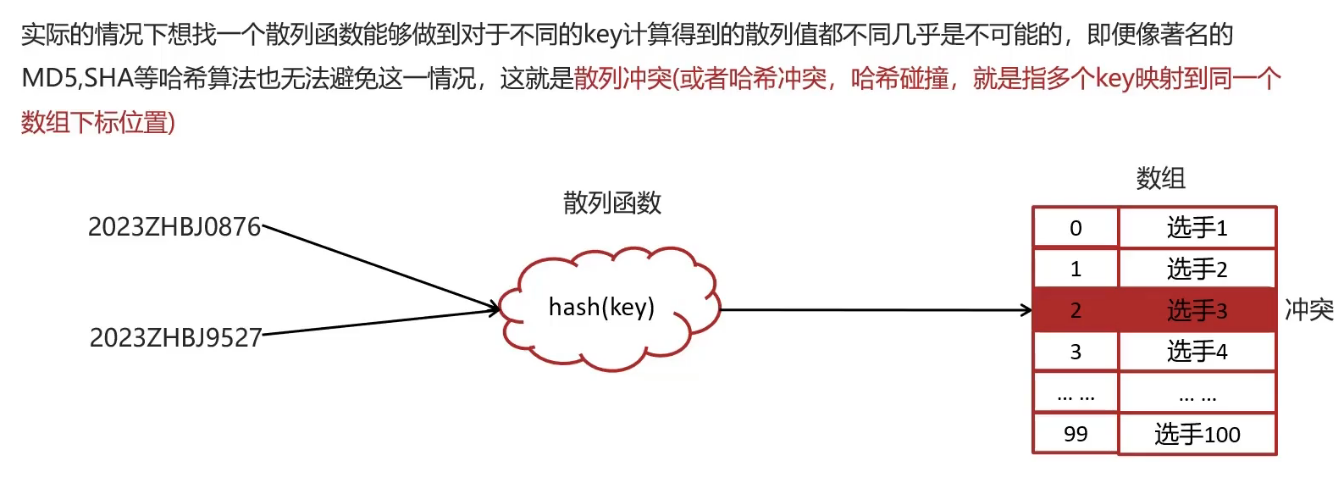 实际的情况下想找一个散列函数能够做到对于不同的key计算得到的散列值都不同几乎是不可能的，即便像著名的
MD5,SHA等哈希算法也无法避免这一情况，这就是散列冲突(或者哈希冲突，哈希碰撞，就是指多个key映射到同一个
数组下标位置)
数组
散列函数
2023ZHBJ0876
2023ZHBJ9527
hash(key)
0 选手1
1 选手2
2 选手3 冲突
3 选手4
... ... ... ...
99 选手100